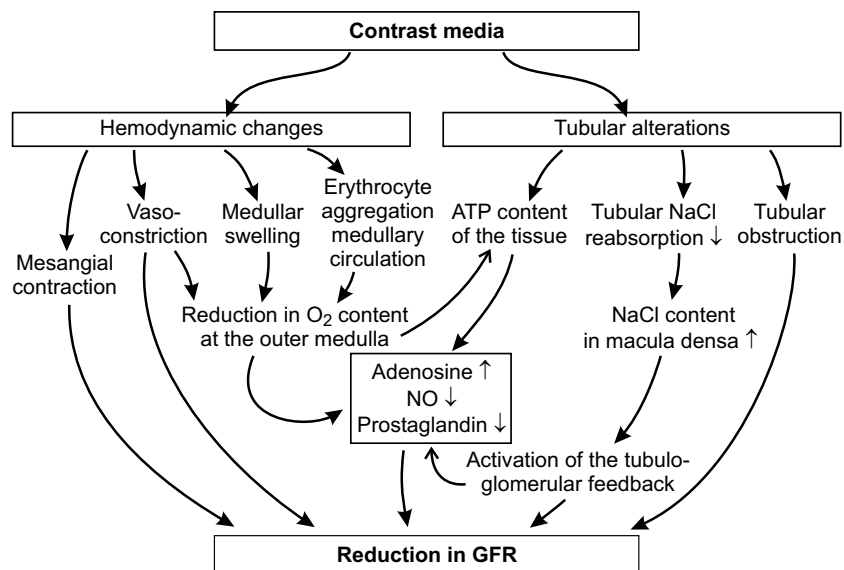 Contrast media
Hemodynamic changes
Tubular alterations
Mesangial
contraction
Vaso-
constriction
Medullar
swelling
Erythrocyte
aggregation
medullary
circulation
ATP content
of the tissue
Tubular NaCl
reabsorption ↓
Tubular
obstruction
Reduction in O₂ content
at the outer medulla
NaCl content
in macula densa ↑
Adenosine ↑
NO ↓
Prostaglandin ↓
Activation of the tubulo-
glomerular feedback
Reduction in GFR